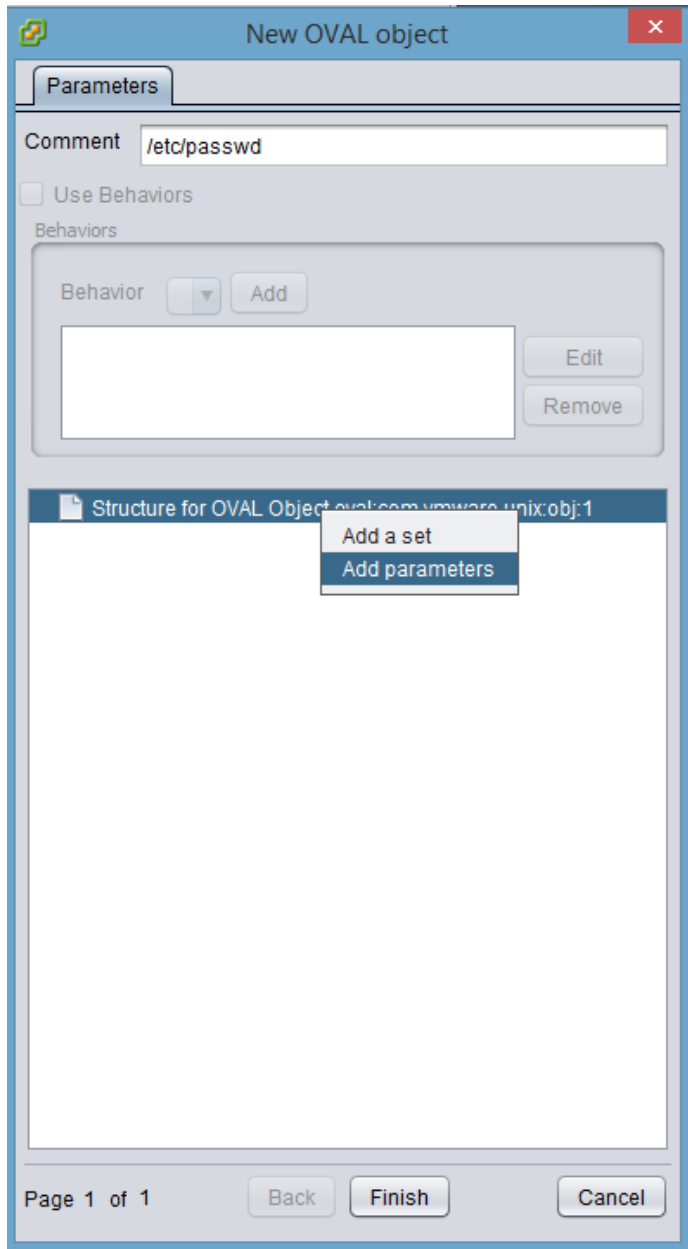 New OVAL object
Parameters
Comment /etc/passwd
Use Behaviors
Behaviors
Behavior Add
Edit
Remove
Structure for OVAL Object oval:com.vmware.unix:obj:1
Add a set
Add parameters
Page 1 of 1 Back Finish Cancel